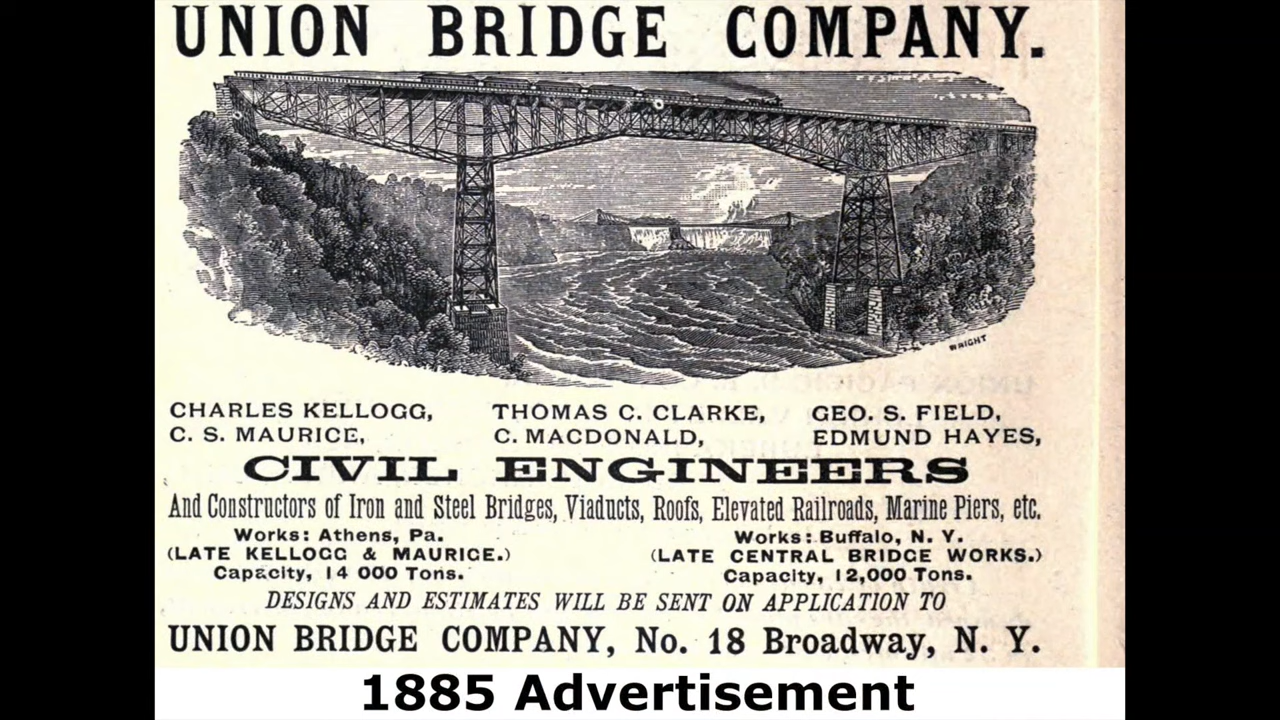 UNION BRIDGE COMPANY.
WRIGHT
CHARLES KELLOGG, THOMAS C. CLARKE, GEO. S. FIELD,
C. S. MAURICE, C. MACDONALD, EDMUND HAYES,
CIVIL ENGINEERS
And Constructors of Iron and Steel Bridges, Viaducts, Roofs, Elevated Railroads, Marine Piers, etc.
Works: Athens, Pa. Works: Buffalo, N. Y.
(LATE KELLOGG & MAURICE.) (LATE CENTRAL BRIDGE WORKS.)
Capacity, 14 000 Tons. Capacity, 12,000 Tons.
DESIGNS AND ESTIMATES WILL BE SENT ON APPLICATION TO
UNION BRIDGE COMPANY, No. 18 Broadway, N. Y.
1885 Advertisement